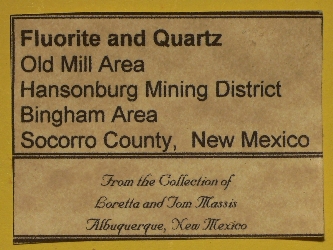 Fluorite and Quartz
Old Mill Area
Hansonburg Mining District
Bingham Area
Socorro County, New Mexico
From the Collection of
Loretta and Tom Massis
Albuquerque, New Mexico